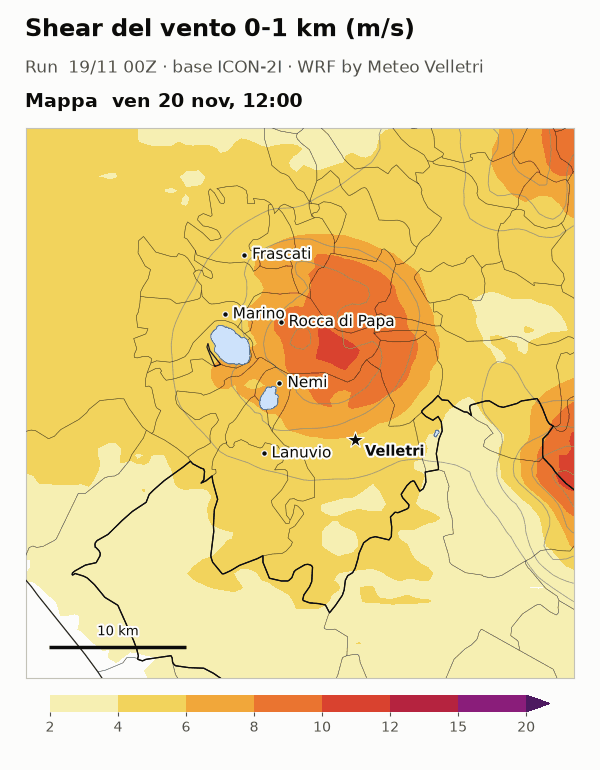 Shear del vento 0-1 km (m/s)
Run  19/11 00Z · base ICON-2I · WRF by Meteo Velletri
Mappa  ven 20 nov, 12:00
Frascati
Marino
Rocca di Papa
Nemi
Velletri
Lanuvio
10 km
2 4 6 8 10 12 15 20